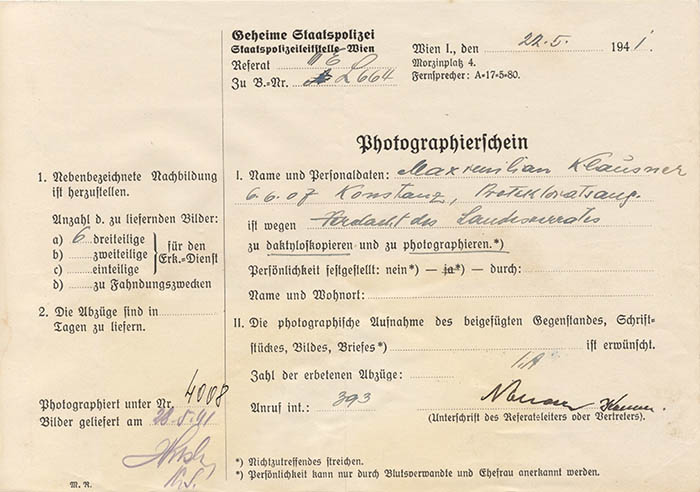 Geheime Staatspolizei
Staatspolizeileitstelle Wien
Referat III E
Zu B.-Nr. L 664
Wien I., den 22.5. 1941.
Morzinplatz 4.
Fernsprecher: A-17-5-80.
Photographierschein
1. Nebenbezeichnete Nachbildung
ist herzustellen.
Anzahl d. zu liefernden Bilder:
a) 6 dreiteilige
b) zweiteilige
c) einteilige
für den
Erk.-Dienst
d) zu Fahndungszwecken
2. Die Abzüge sind in
Tagen zu liefern.
Photographiert unter Nr. 4008
Bilder geliefert am 28.5.41
M. R.
I. Name und Personaldaten: Maxmilian Klausner
6.6.07 Konstanz, Protektoratsang.
ist wegen Verdacht des Landesverrates
zu daktyloskopieren und zu photographieren.*)
Persönlichkeit festgestellt: nein*) — ja*) — durch:
Name und Wohnort:
II. Die photographische Aufnahme des beigefügten Gegenstandes, Schrift-
stückes, Bildes, Briefes*) ist erwünscht.
Zahl der erbetenen Abzüge:
I.A
Anruf int.: 393
(Unterschrift des Referatsleiters oder Vertreters).
*) Nichtzutreffendes streichen.
*) Persönlichkeit kann nur durch Blutsverwandte und Ehefrau anerkannt werden.